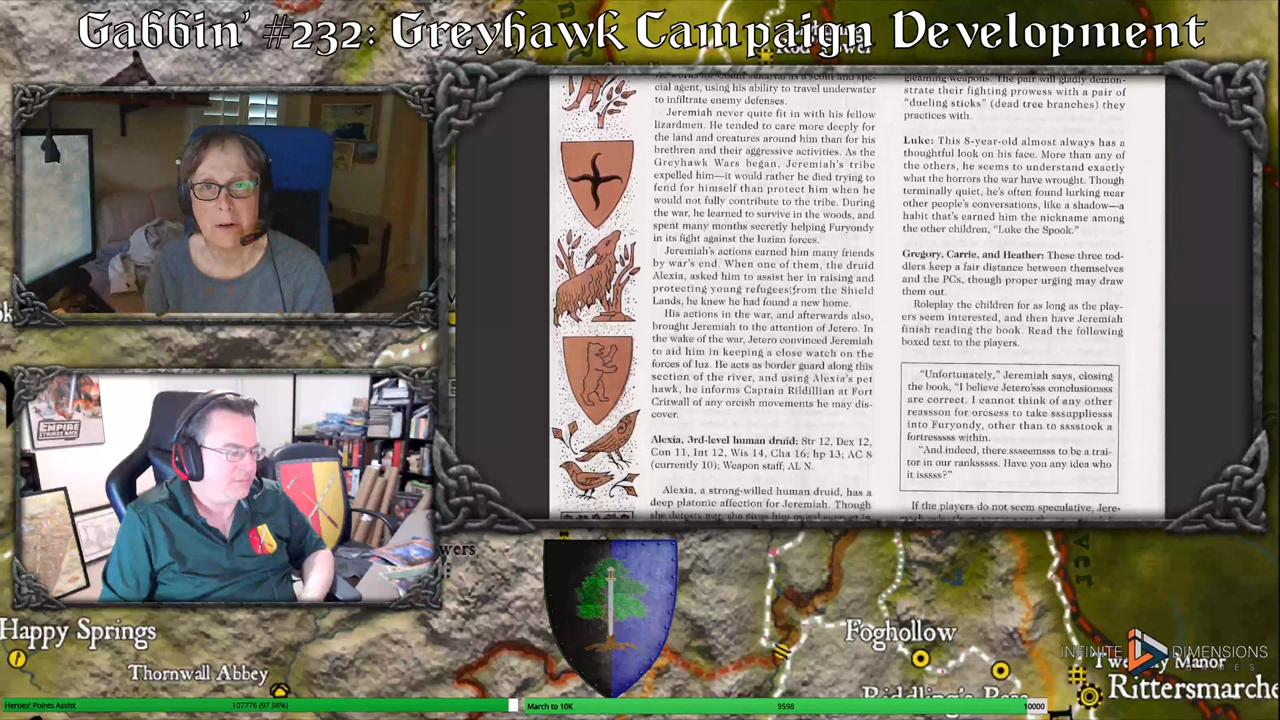 Gabbin' #232: Greyhawk Campaign Development
EMPIRE
STRIKES BACK
cial agent, using his ability to travel underwater
to infiltrate enemy defenses.
Jeremiah never quite fit in with his fellow
lizardmen. He tended to care more deeply for
the land and creatures around him than for his
brethren and their aggressive activities. As the
Greyhawk Wars began, Jeremiah's tribe
expelled him—it would rather he died trying to
fend for himself than protect him when he
would not fully contribute to the tribe. During
the war, he learned to survive in the woods, and
spent many months secretly helping Furyondy
in its fight against the Iuzian forces.
Jeremiah's actions earned him many friends
by war's end. When one of them, the druid
Alexia, asked him to assist her in raising and
protecting young refugees from the Shield
Lands, he knew he had found a new home.
His actions in the war, and afterwards also,
brought Jeremiah to the attention of Jetero. In
the wake of the war, Jetero convinced Jeremiah
to aid him in keeping a close watch on the
forces of Iuz. He acts as border guard along this
section of the river, and using Alexia's pet
hawk, he informs Captain Rildillian at Fort
Critwall of any orcish movements he may dis-
cover.
Alexia, 3rd-level human druid: Str 12, Dex 12,
Con 11, Int 12, Wis 14, Cha 16; hp 13; AC 8
(currently 10); Weapon staff; AL N.
Alexia, a strong-willed human druid, has a
deep platonic affection for Jeremiah. Though
gleaming weapons. The pair will gladly demon-
strate their fighting prowess with a pair of
"dueling sticks" (dead tree branches) they
practices with.
Luke: This 8-year-old almost always has a
thoughtful look on his face. More than any of
the others, he seems to understand exactly
what the horrors the war have wrought. Though
terminally quiet, he's often found lurking near
other people's conversations, like a shadow—a
habit that's earned him the nickname among
the other children, "Luke the Spook."
Gregory, Carrie, and Heather: These three tod-
dlers keep a fair distance between themselves
and the PCs, though proper urging may draw
them out.
Roleplay the children for as long as the play-
ers seem interested, and then have Jeremiah
finish reading the book. Read the following
boxed text to the players.
"Unfortunately," Jeremiah says, closing
the book, "I believe Jetero'sss conclusionsss
are correct. I cannot think of any other
reassson for orcsess to take sssuppliesss
into Furyondy, other than to sssstock a
fortresssss within.
"And indeed, there ssseemsss to be a trai-
tor in our ranksssss. Have you any idea who
it isssss?"
If the players do not seem speculative, Jere-
Happy Springs
Thornwall Abbey
Foghollow
Rittersmarche
INFINITE DIMENSIONS
Heroes' Points Assist
107776 (97.98%)
March to 10K
9598
10000